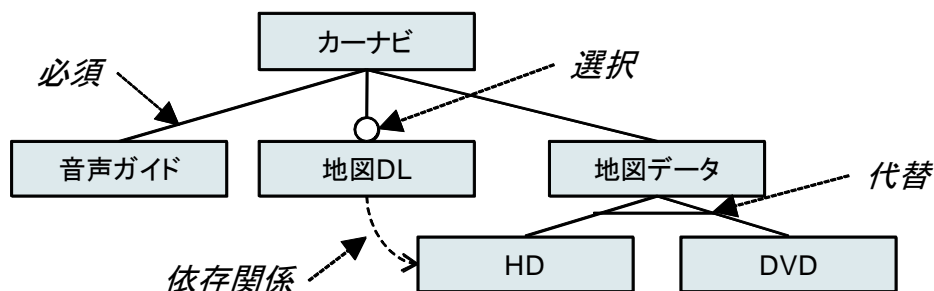 カーナビ
必須
選択
音声ガイド
地図DL
地図データ
代替
HD
DVD
依存関係